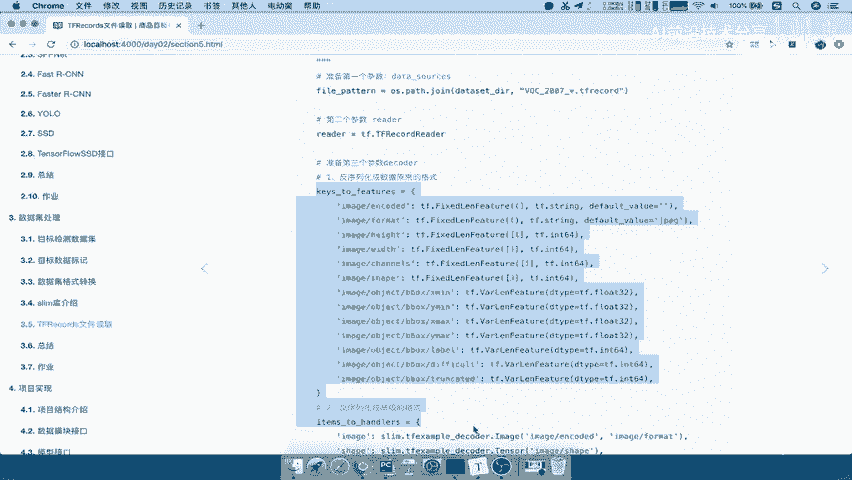 Chrome 文件 修改 视图 历史记录 书签 其他人 电动窗 帮助
100%
TFRecords文件读取 | 商品目标
localhost:4000/day02/section5.html
2.4. Fast R-CNN
2.5. Faster R-CNN
2.6. YOLO
2.7. SSD
2.8. TensorFlowSSD接口
2.9. 总结
2.10. 作业
3. 数据集处理
3.1. 目标检测数据集
3.2. 目标数据标记
3.3. 数据集格式转换
3.4. slim库介绍
3.5. TFRecords文件读取
3.6. 总结
3.7. 作业
4. 项目实现
4.1. 项目结构介绍
4.2. 数据模块接口
4.3. 模型接口
"""
# 准备第一个参数：data_sources
file_pattern = os.path.join(dataset_dir, "VOC_2007_*.tfrecord")
# 第二个参数 reader
reader = tf.TFRecordReader
# 准备第三个参数decoder
# 1、反序列化成数据原来的格式
keys_to_features = {
'image/encoded': tf.FixedLenFeature((), tf.string, default_value=''),
'image/format': tf.FixedLenFeature((), tf.string, default_value='jpeg'),
'image/height': tf.FixedLenFeature([1], tf.int64),
'image/width': tf.FixedLenFeature([1], tf.int64),
'image/channels': tf.FixedLenFeature([1], tf.int64),
'image/shape': tf.FixedLenFeature([3], tf.int64),
'image/object/bbox/xmin': tf.VarLenFeature(dtype=tf.float32),
'image/object/bbox/ymin': tf.VarLenFeature(dtype=tf.float32),
'image/object/bbox/xmax': tf.VarLenFeature(dtype=tf.float32),
'image/object/bbox/ymax': tf.VarLenFeature(dtype=tf.float32),
'image/object/bbox/label': tf.VarLenFeature(dtype=tf.int64),
'image/object/bbox/difficult': tf.VarLenFeature(dtype=tf.int64),
'image/object/bbox/truncated': tf.VarLenFeature(dtype=tf.int64),
}
# 2、反序列化成高级的格式
items_to_handlers = {
'image': slim.tfexample_decoder.Image('image/encoded', 'image/format'),
'shape': slim.tfexample_decoder.Tensor('image/shape'),